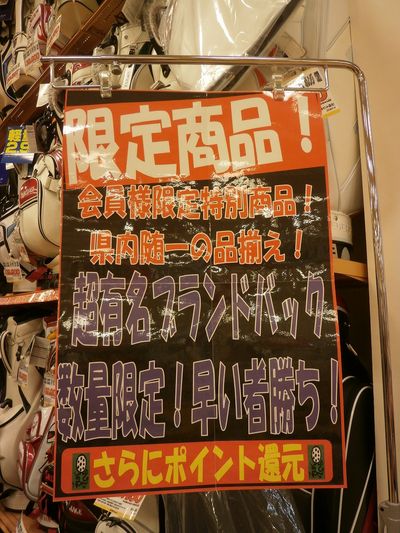 限定商品！
会員様限定特別商品！
県内随一の品揃え！
超有名ブランドバック
数量限定！早い者勝ち！
さらにポイント還元